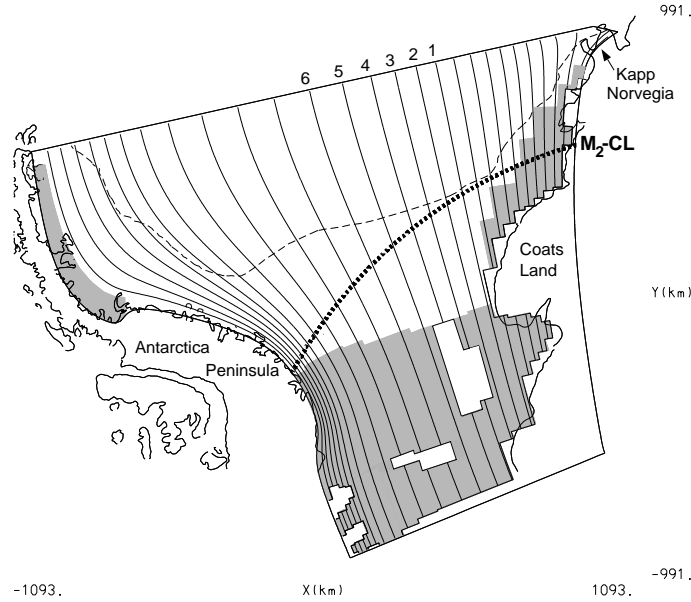 991.
6 5 4 3 2 1
Kapp
Norvegia
M2-CL
Coats
Land
Y(km)
Antarctica
Peninsula
-991.
-1093. X(km) 1093.